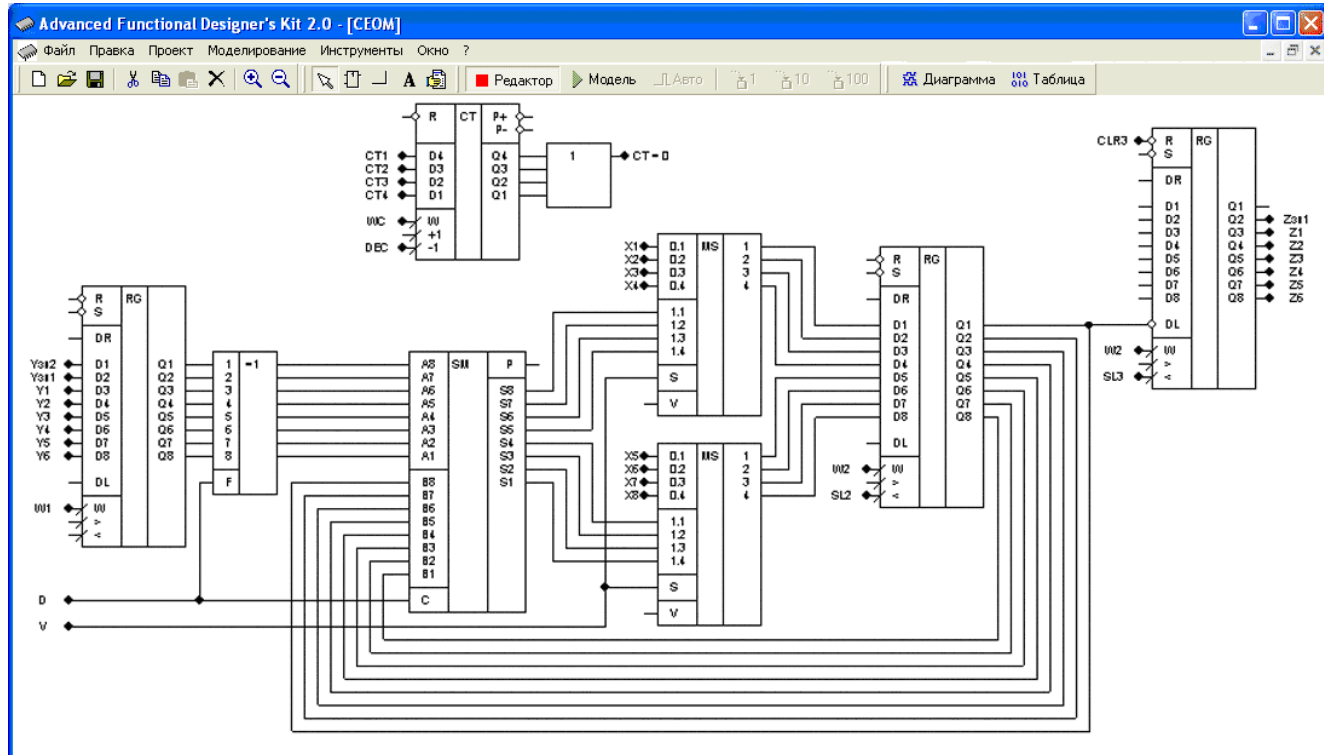 Advanced Functional Designer's Kit 2.0 - [CEOM]
Файл Правка Проект Моделирование Инструменты Окно ?
Редактор Модель Авто 1 10 100 Диаграмма Таблица
R CT P+
P-
CT1 D4 Q4 1 CT=0
CT2 D3 Q3
CT3 D2 Q2
CT4 D1 Q1
WC W
+1
DEC -1
CLR3 R RG
S
DR
D1 Q1
D2 Q2 Zзн1
D3 Q3 Z1
D4 Q4 Z2
D5 Q5 Z3
D6 Q6 Z4
D7 Q7 Z5
D8 Q8 Z6
DL
W2 W
>
SL3 <
X1 0.1 MS 1
X2 0.2 2
X3 0.3 3
X4 0.4 4
1.1
1.2
1.3
1.4
S
V
R RG
S
DR
D1 Q1
D2 Q2
D3 Q3
D4 Q4
D5 Q5
D6 Q6
D7 Q7
D8 Q8
DL
W2 W
>
SL2 <
R RG
S
DR
Yзн2 D1 Q1
Yзн1 D2 Q2
Y1 D3 Q3
Y2 D4 Q4
Y3 D5 Q5
Y4 D6 Q6
Y5 D7 Q7
Y6 D8 Q8
DL
W1 W
>
<
1 =1
2
3
4
5
6
7
8
F
A8 SM P
A7
A6 S8
A5 S7
A4 S6
A3 S5
A2 S4
A1 S3
S2
S1
B8
B7
B6
B5
B4
B3
B2
B1
C
X5 0.1 MS 1
X6 0.2 2
X7 0.3 3
X8 0.4 4
1.1
1.2
1.3
1.4
S
V
D
V